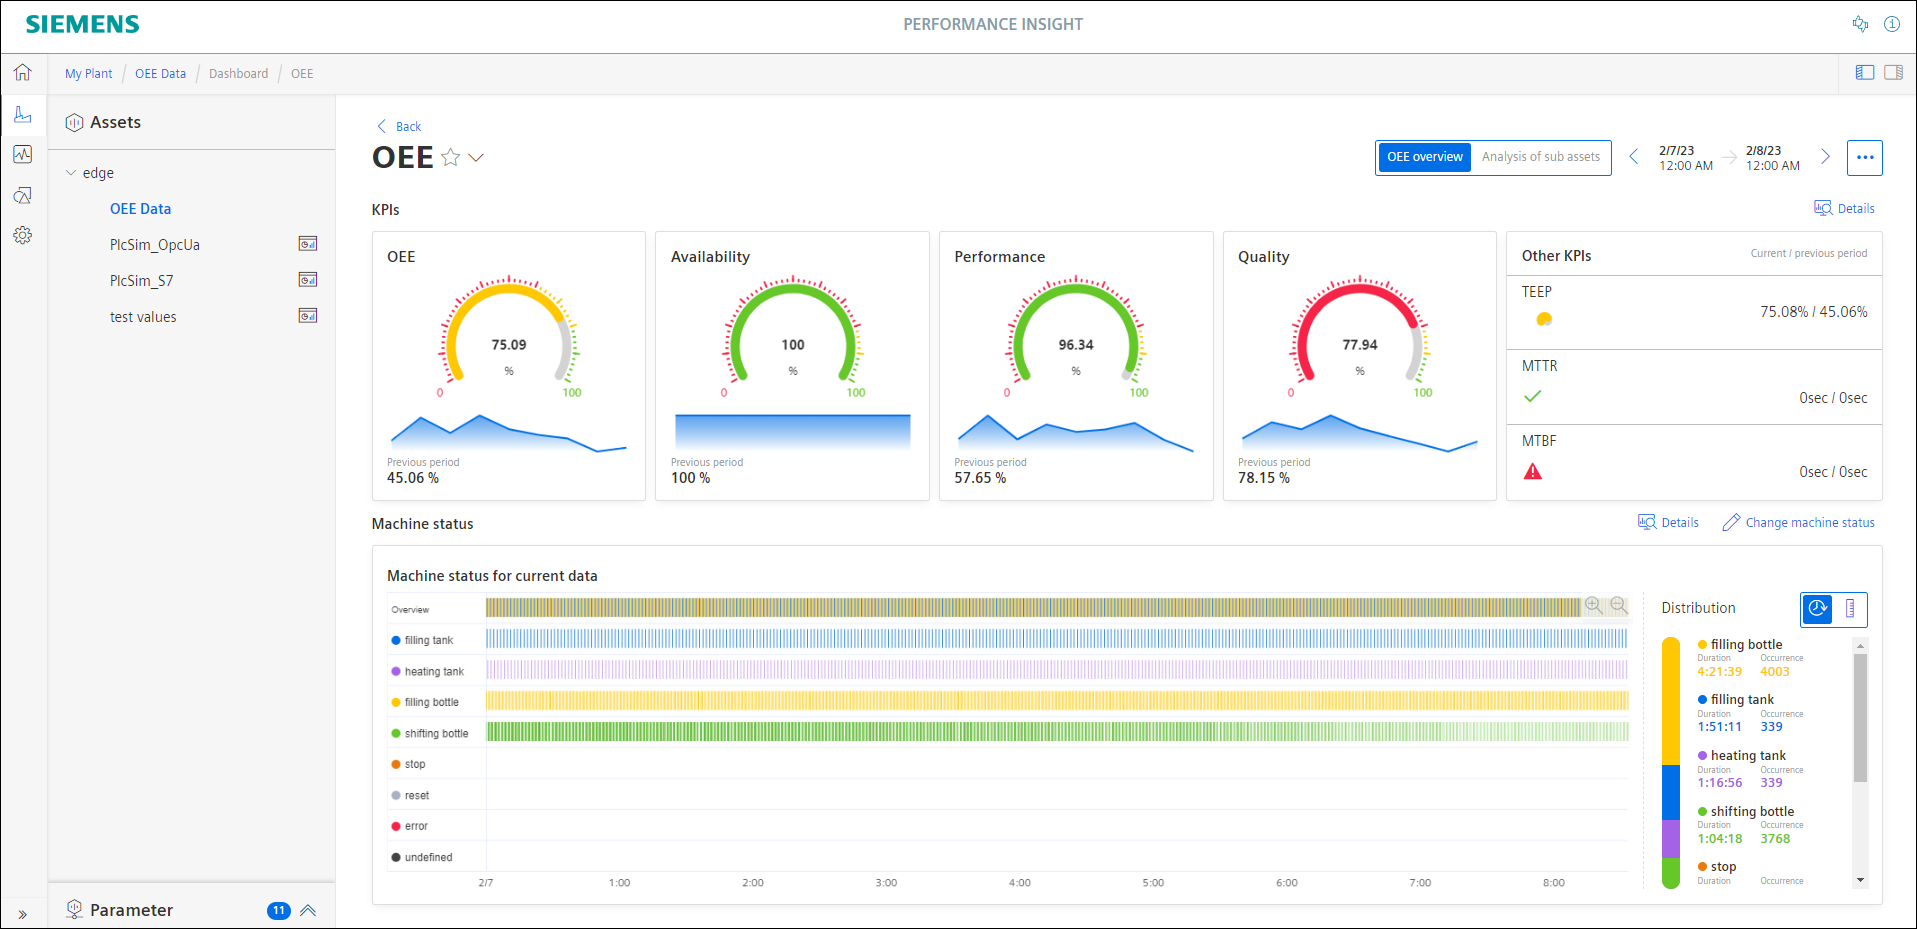 SIEMENS
PERFORMANCE INSIGHT
My Plant / OEE Data / Dashboard / OEE
Assets
edge
OEE Data
PlcSim_OpcUa
PlcSim_S7
test values
Parameter
11
Back
OEE
OEE overview
Analysis of sub assets
2/7/23
12:00 AM
2/8/23
12:00 AM
KPIs
Details
OEE
75.09
%
0
100
Previous period
45.06 %
Availability
100
%
0
100
Previous period
100 %
Performance
96.34
%
0
100
Previous period
57.65 %
Quality
77.94
%
0
100
Previous period
78.15 %
Other KPIs
Current / previous period
TEEP
75.08% / 45.06%
MTTR
0sec / 0sec
MTBF
0sec / 0sec
Machine status
Details
Change machine status
Machine status for current data
Overview
filling tank
heating tank
filling bottle
shifting bottle
stop
reset
error
undefined
2/7 1:00 2:00 3:00 4:00 5:00 6:00 7:00 8:00
Distribution
filling bottle
Duration Occurrence
4:21:39 4003
filling tank
Duration Occurrence
1:51:11 339
heating tank
Duration Occurrence
1:16:56 339
shifting bottle
Duration Occurrence
1:04:18 3768
stop
Duration Occurrence